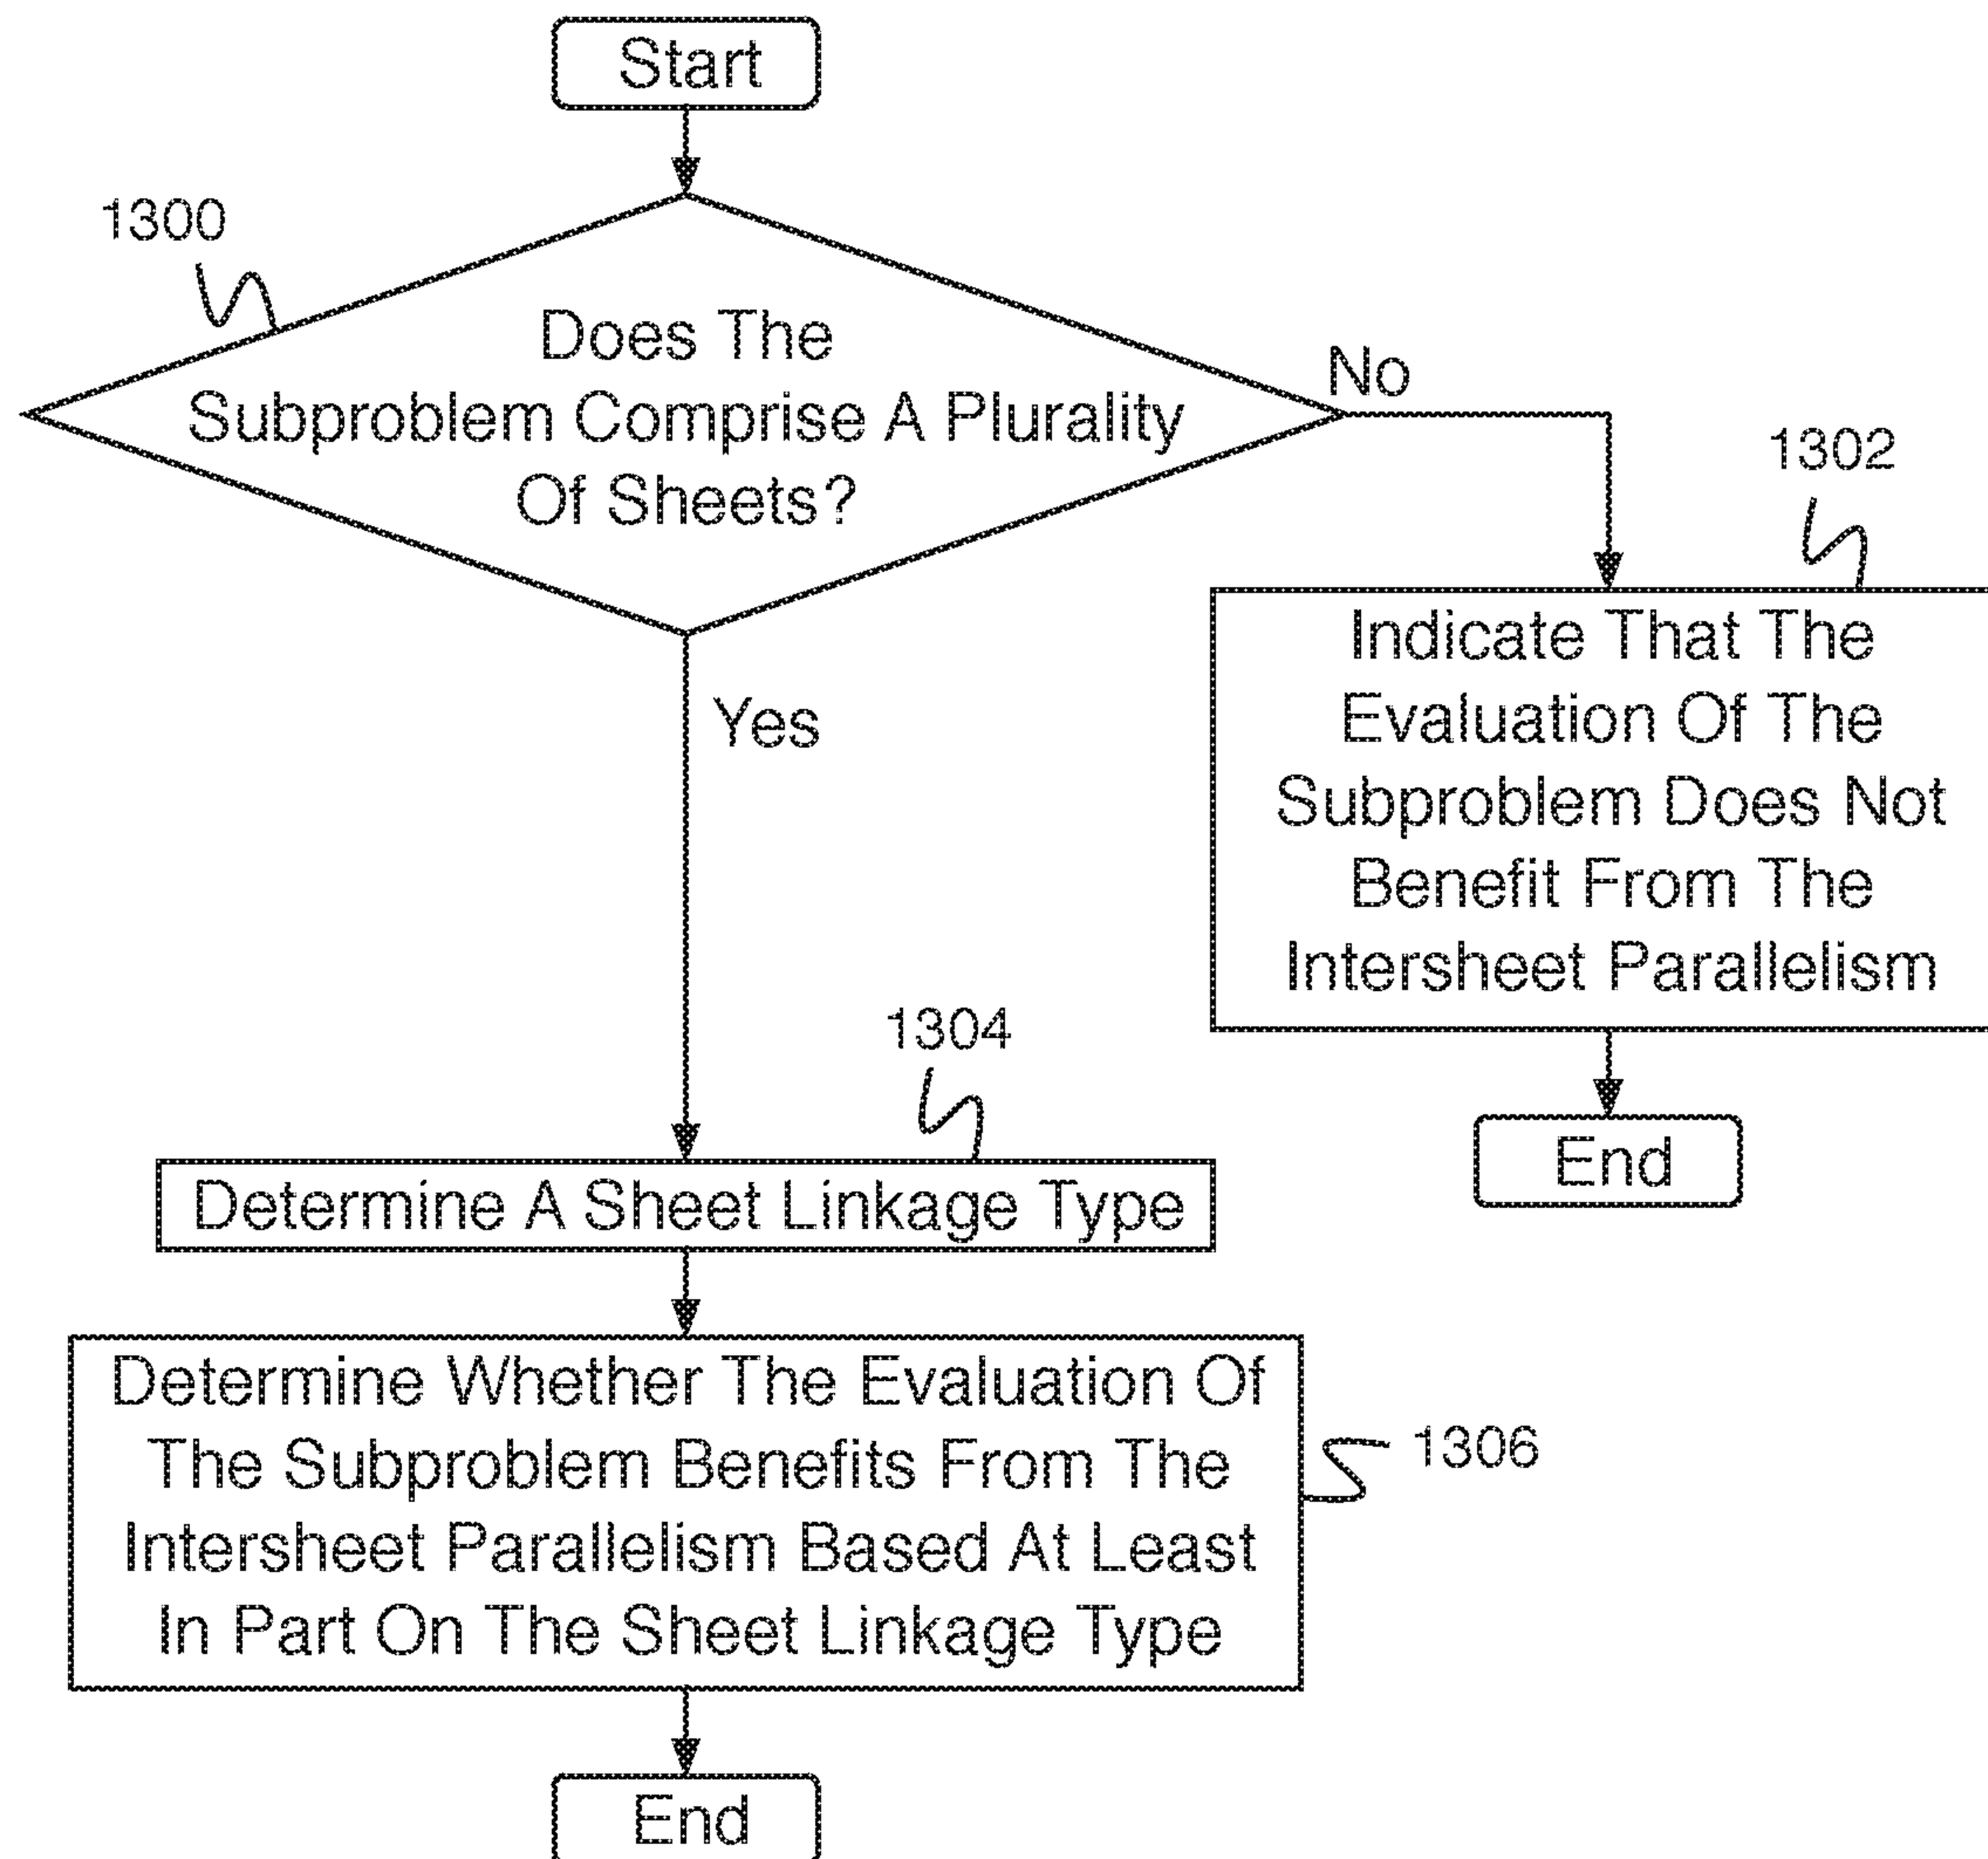 Start
1300
Does The
Subproblem Comprise A Plurality
Of Sheets?
No
1302
Indicate That The
Evaluation Of The
Subproblem Does Not
Benefit From The
Intersheet Parallelism
End
Yes
1304
Determine A Sheet Linkage Type
Determine Whether The Evaluation Of
The Subproblem Benefits From The
Intersheet Parallelism Based At Least
In Part On The Sheet Linkage Type
1306
End